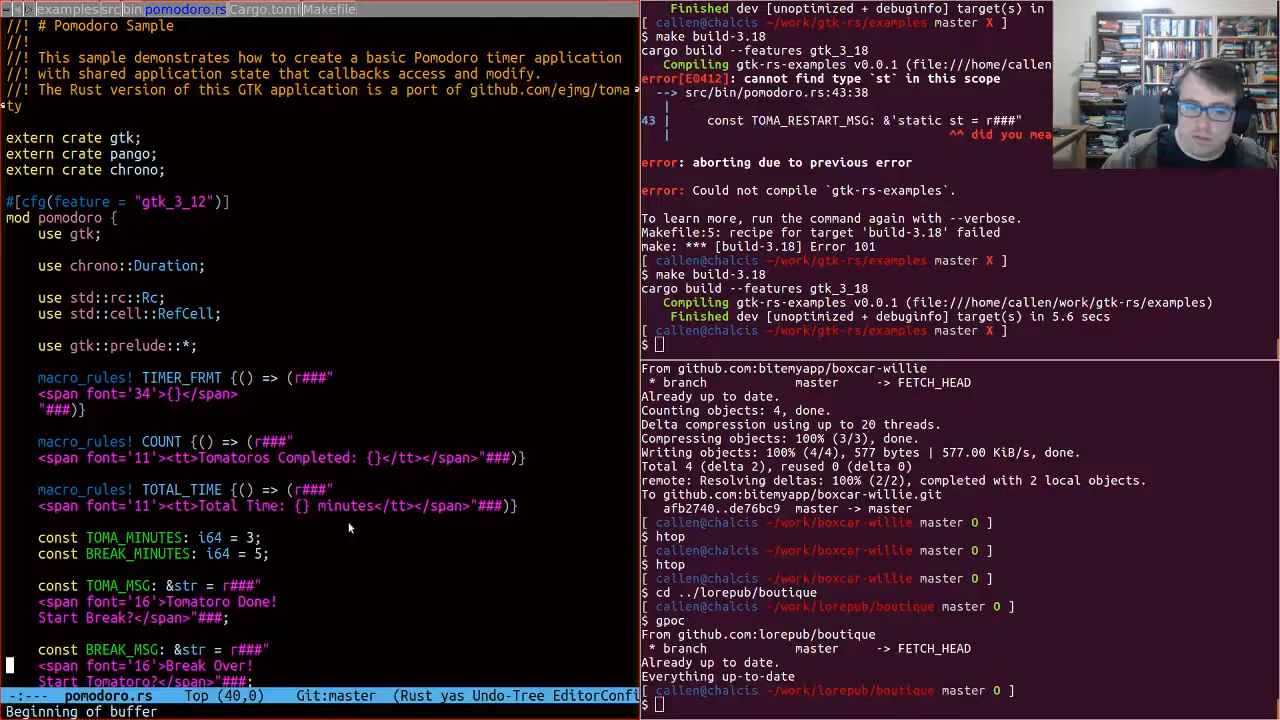 examples src bin pomodoro.rs Cargo.toml Makefile
//! # Pomodoro Sample
//!
//! This sample demonstrates how to create a basic Pomodoro timer application
//! with shared application state that callbacks access and modify.
//! The Rust version of this GTK application is a port of github.com/ejmg/toma
ty
extern crate gtk;
extern crate pango;
extern crate chrono;
#[cfg(feature = "gtk_3_12")]
mod pomodoro {
use gtk;
use chrono::Duration;
use std::rc::Rc;
use std::cell::RefCell;
use gtk::prelude::*;
macro_rules! TIMER_FRMT {() => (r###"
<span font='34'>{}</span>
"###)}
macro_rules! COUNT {() => (r###"
<span font='11'><tt>Tomatoros Completed: {}</tt></span>"###)}
macro_rules! TOTAL_TIME {() => (r###"
<span font='11'><tt>Total Time: {} minutes</tt></span>"###)}
const TOMA_MINUTES: i64 = 3;
const BREAK_MINUTES: i64 = 5;
const TOMA_MSG: &str = r###"
<span font='16'>Tomatoro Done!
Start Break?</span>"###;
const BREAK_MSG: &str = r###"
<span font='16'>Break Over!
Start Tomatoro?</span>"###;
-:--- pomodoro.rs Top (40,0) Git:master (Rust yas Undo-Tree EditorConfi
Beginning of buffer
Finished dev [unoptimized + debuginfo] target(s) in
[ callen@chalcis ~/work/gtk-rs/examples master X ]
$ make build-3.18
cargo build --features gtk_3_18
Compiling gtk-rs-examples v0.0.1 (file:///home/callen
error[E0412]: cannot find type `st` in this scope
--> src/bin/pomodoro.rs:43:38
|
43 | const TOMA_RESTART_MSG: &'static st = r###"
| ^^ did you mea
error: aborting due to previous error
error: Could not compile `gtk-rs-examples`.
To learn more, run the command again with --verbose.
Makefile:5: recipe for target 'build-3.18' failed
make: *** [build-3.18] Error 101
[ callen@chalcis ~/work/gtk-rs/examples master X ]
$ make build-3.18
cargo build --features gtk_3_18
Compiling gtk-rs-examples v0.0.1 (file:///home/callen/work/gtk-rs/examples)
Finished dev [unoptimized + debuginfo] target(s) in 5.6 secs
[ callen@chalcis ~/work/gtk-rs/examples master X ]
$
From github.com:bitemyapp/boxcar-willie
* branch master -> FETCH_HEAD
Already up to date.
Counting objects: 4, done.
Delta compression using up to 20 threads.
Compressing objects: 100% (3/3), done.
Writing objects: 100% (4/4), 577 bytes | 577.00 KiB/s, done.
Total 4 (delta 2), reused 0 (delta 0)
remote: Resolving deltas: 100% (2/2), completed with 2 local objects.
To github.com:bitemyapp/boxcar-willie.git
afb2740..de76bc9 master -> master
[ callen@chalcis ~/work/boxcar-willie master O ]
$ htop
[ callen@chalcis ~/work/boxcar-willie master O ]
$ htop
[ callen@chalcis ~/work/boxcar-willie master O ]
$ cd ../lorepub/boutique
[ callen@chalcis ~/work/lorepub/boutique master O ]
$ gpoc
From github.com:lorepub/boutique
* branch master -> FETCH_HEAD
Already up to date.
Everything up-to-date
[ callen@chalcis ~/work/lorepub/boutique master O ]
$